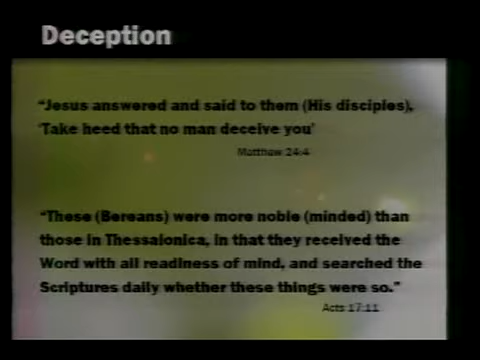 Deception
“Jesus answered and said to them (His disciples),
‘Take heed that no man deceive you’
Matthew 24:4
“These (Bereans) were more noble (minded) than
those in Thessalonica, in that they received the
Word with all readiness of mind, and searched the
Scriptures daily whether these things were so.”
Acts 17:11